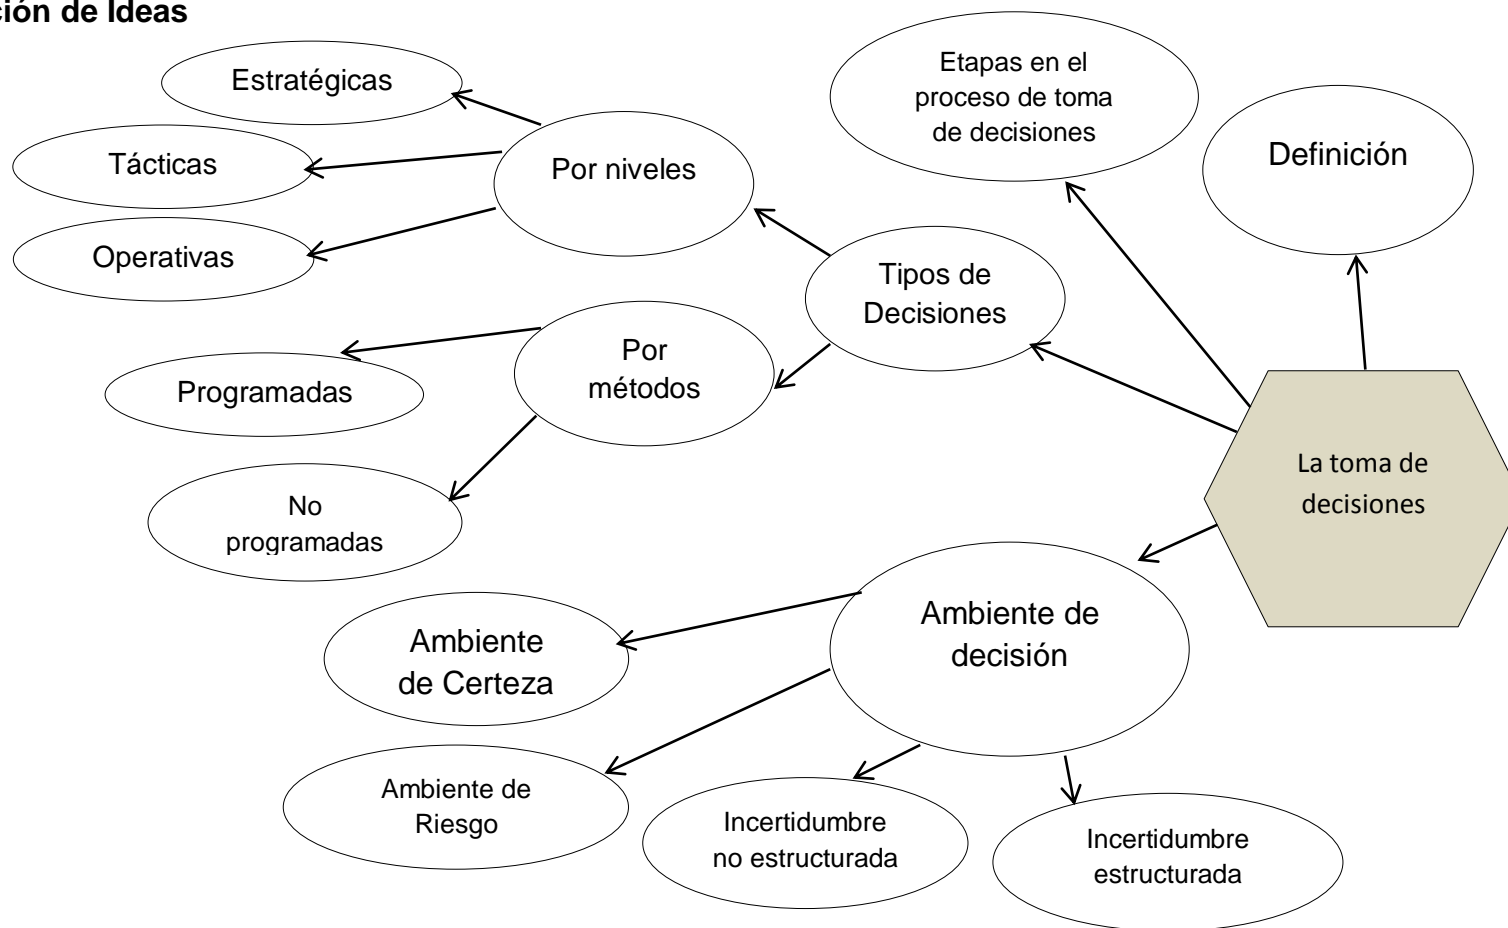 ción de Ideas
Estratégicas
Tácticas
Operativas
Por niveles
Etapas en el
proceso de toma
de decisiones
Definición
Tipos de
Decisiones
Por
métodos
Programadas
No
programadas
La toma de
decisiones
Ambiente de
decisión
Ambiente
de Certeza
Ambiente de
Riesgo
Incertidumbre
no estructurada
Incertidumbre
estructurada